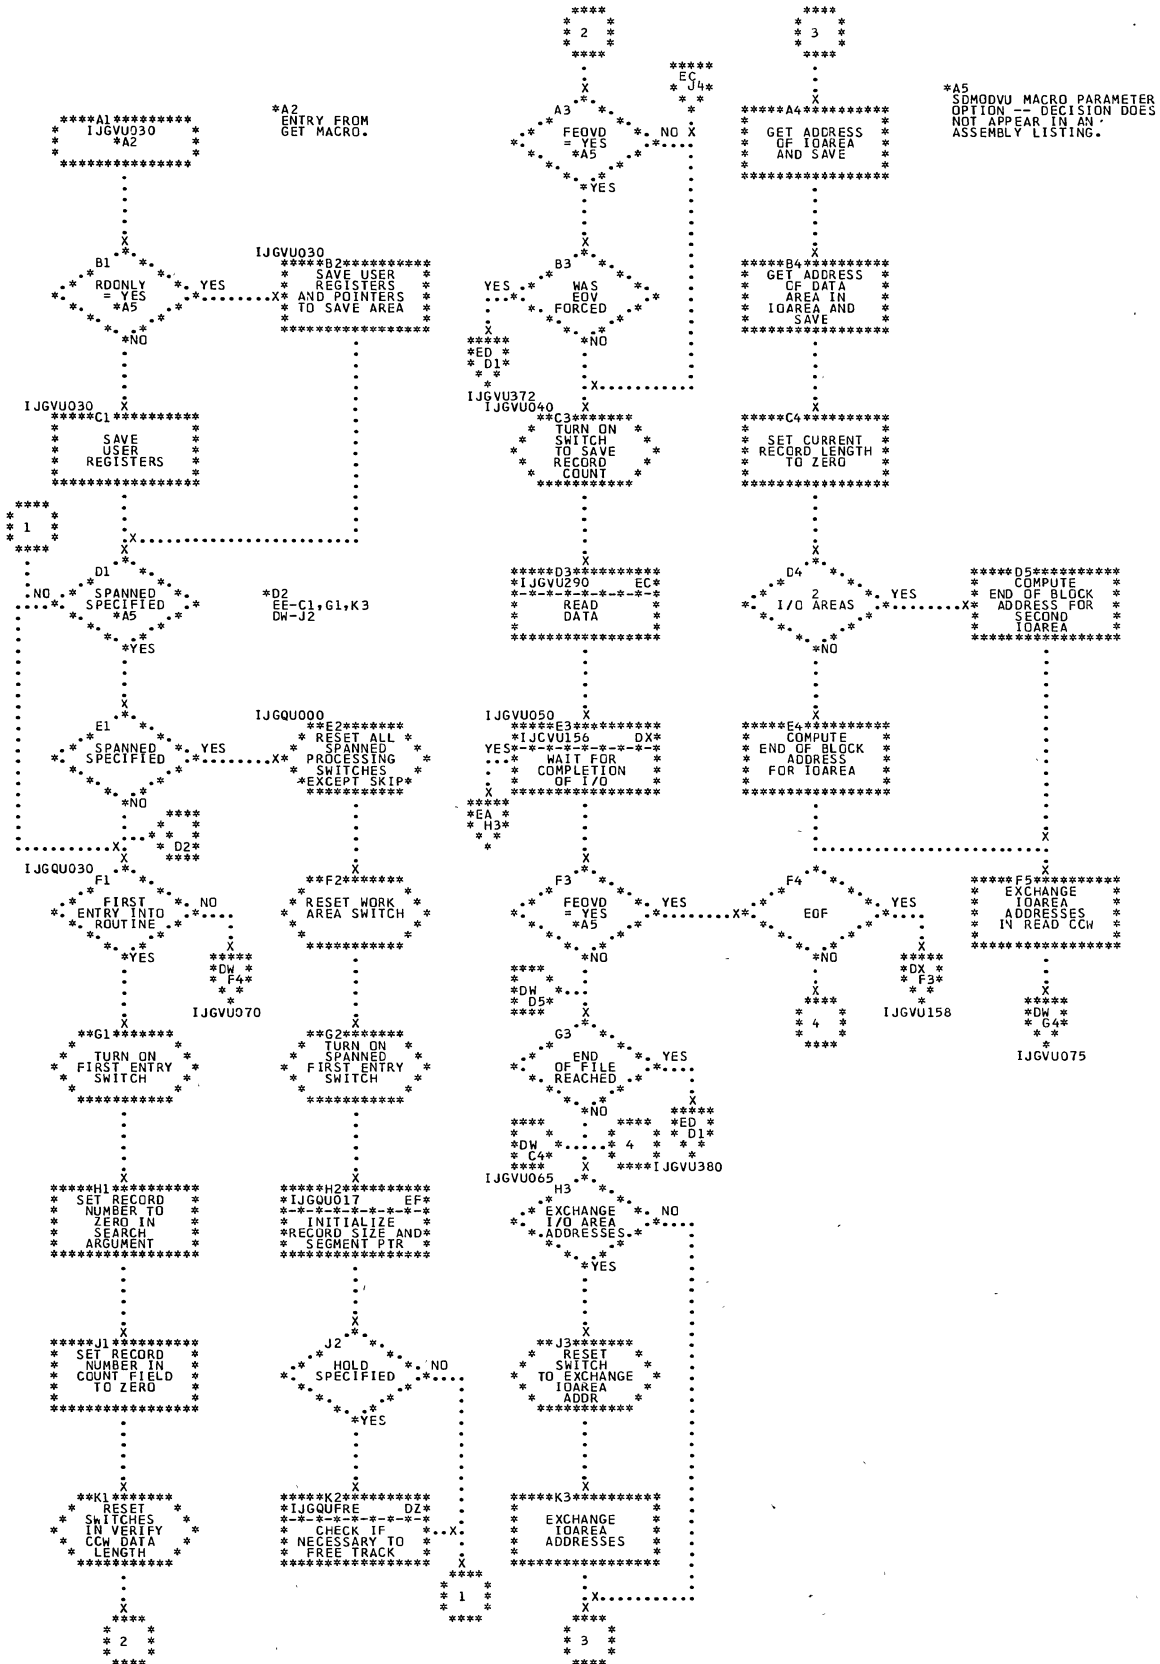 2
3
EC
J4*
*A2
ENTRY FROM
GET MACRO.
*A5
SDMODVU MACRO PARAMETER
OPTION -- DECISION DOES
NOT APPEAR IN AN
ASSEMBLY LISTING.
A1
IJGVU030
*A2
A3
FEOVD
= YES
*A5
NO
YES
A4
GET ADDRESS
OF IOAREA
AND SAVE
B1
RDONLY
= YES
*A5
YES
NO
IJGVU030
B2
SAVE USER
REGISTERS
AND POINTERS
TO SAVE AREA
B3
WAS
EOV
FORCED
YES
NO
*ED *
* D1*
IJGVU372
B4
GET ADDRESS
OF DATA
AREA IN
IOAREA AND
SAVE
IJGVU030
C1
SAVE
USER
REGISTERS
IJGVU040
C3
TURN ON
SWITCH
TO SAVE
RECORD
COUNT
C4
SET CURRENT
RECORD LENGTH
TO ZERO
1
D1
SPANNED
SPECIFIED
*A5
NO
YES
*D2
EE-C1,G1,K3
DW-J2
D3
*IJGVU290 EC*
READ
DATA
D4
2
I/O AREAS
YES
NO
D5
COMPUTE
END OF BLOCK
ADDRESS FOR
SECOND
IOAREA
E1
SPANNED
SPECIFIED
YES
NO
D2
IJGQU000
E2
RESET ALL
SPANNED
PROCESSING
SWITCHES
*EXCEPT SKIP*
IJGVU050
E3
*IJCVU156 DX*
YES
WAIT FOR
COMPLETION
OF I/O
*EA *
* H3*
E4
COMPUTE
END OF BLOCK
ADDRESS
FOR IOAREA
IJGQU030
F1
FIRST
ENTRY INTO
ROUTINE
NO
YES
*DW *
* F4*
IJGVU070
F2
RESET WORK
AREA SWITCH
F3
FEOVD
= YES
*A5
YES
NO
*DW
D5*
F4
EOF
YES
NO
*DX *
* F3*
IJGVU158
4
F5
EXCHANGE
IOAREA
ADDRESSES
IN READ CCW
*DW *
* G4*
IJGVU075
G1
TURN ON
FIRST ENTRY
SWITCH
G2
TURN ON
SPANNED
FIRST ENTRY
SWITCH
G3
END
OF FILE
REACHED
YES
NO
*ED *
* D1*
IJGVU380
*DW
C4*
4
IJGVU065
H1
SET RECORD
NUMBER TO
ZERO IN
SEARCH
ARGUMENT
H2
*IJGQU017 EF*
INITIALIZE
*RECORD SIZE AND*
SEGMENT PTR
H3
EXCHANGE
I/O AREA
ADDRESSES
NO
YES
J1
SET RECORD
NUMBER IN
COUNT FIELD
TO ZERO
J2
HOLD
SPECIFIED
NO
YES
J3
RESET
SWITCH
TO EXCHANGE
IOAREA
ADDR
K1
RESET
SWITCHES
IN VERIFY
CCW DATA
LENGTH
K2
*IJGQUFRE DZ*
CHECK IF
NECESSARY TO
FREE TRACK
1
K3
EXCHANGE
IOAREA
ADDRESSES
2
3